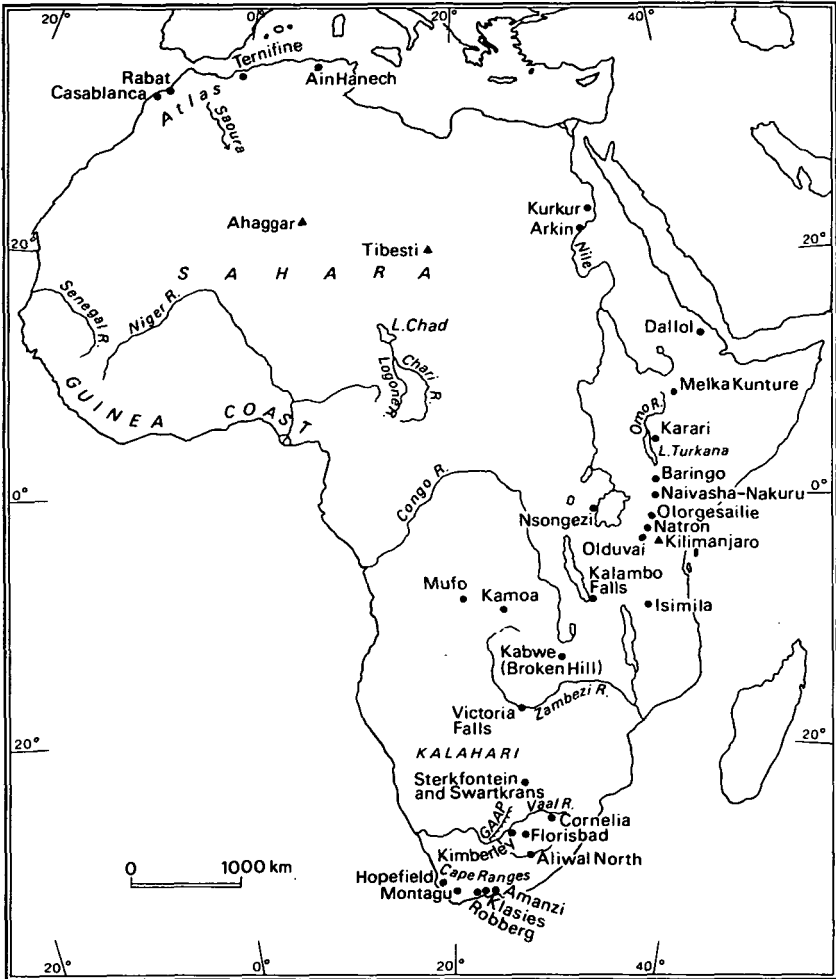 20°
0°
20°
40°
Ternifine
Rabat
Casablanca
Ain Hanech
Atlas
Saoura
Kurkur
Arkin
Nile
Ahaggar
Tibesti
20°
20°
SAHARA
Senegal R.
Niger R.
L.Chad
Logone R.
Chari R.
Dallol
GUINEA COAST
Melka Kunture
Omo R.
Karari
L.Turkana
Baringo
0°
0°
Naivasha-Nakuru
Congo R.
Nsongezi
Olorgesailie
Natron
Olduvai
Kilimanjaro
Mufo
Kamoa
Kalambo
Falls
Isimila
Kabwe
(Broken Hill)
Victoria
Falls
Zambezi R.
20°
20°
KALAHARI
Sterkfontein
and Swartkrans
GAAP
Vaal R.
Cornelia
Florisbad
Kimberley
Aliwal North
0
1000 km
Hopefield
Cape Ranges
Montagu
Amanzi
Klasies
Robberg
20°
0°
20°
40°